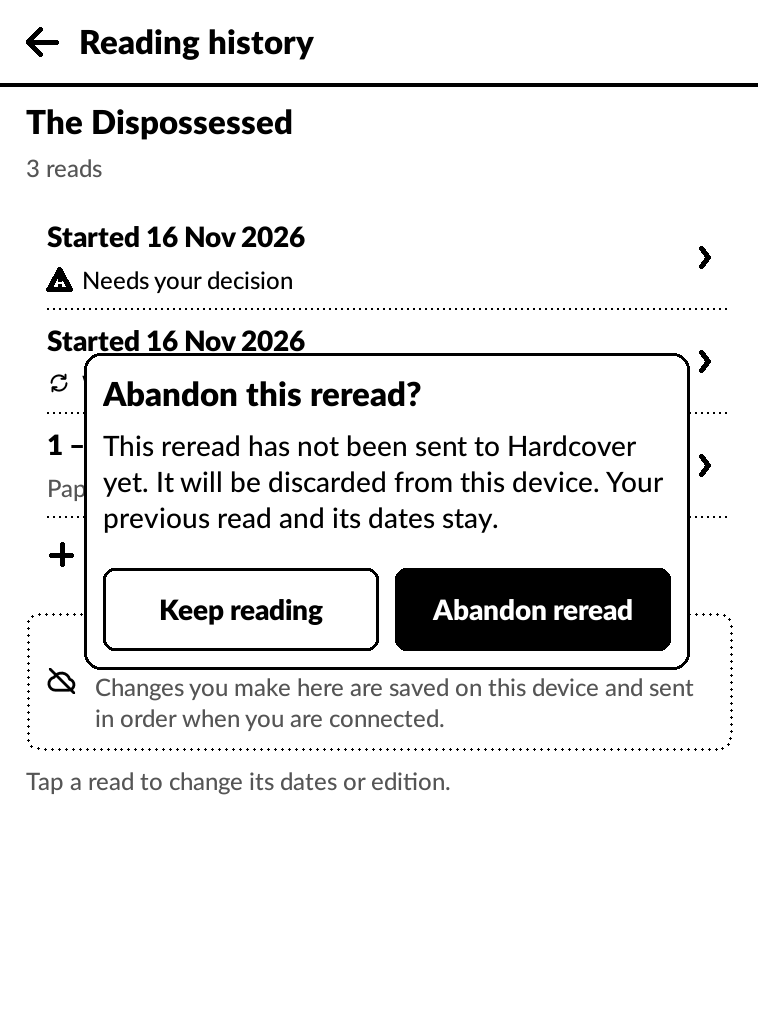 Reading history
The Dispossessed
3 reads
Started 16 Nov 2026
Needs your decision
Started 16 Nov 2026
1 –
Pap
Abandon this reread?
This reread has not been sent to Hardcover
yet. It will be discarded from this device. Your
previous read and its dates stay.
Keep reading
Abandon reread
Changes you make here are saved on this device and sent
in order when you are connected.
Tap a read to change its dates or edition.